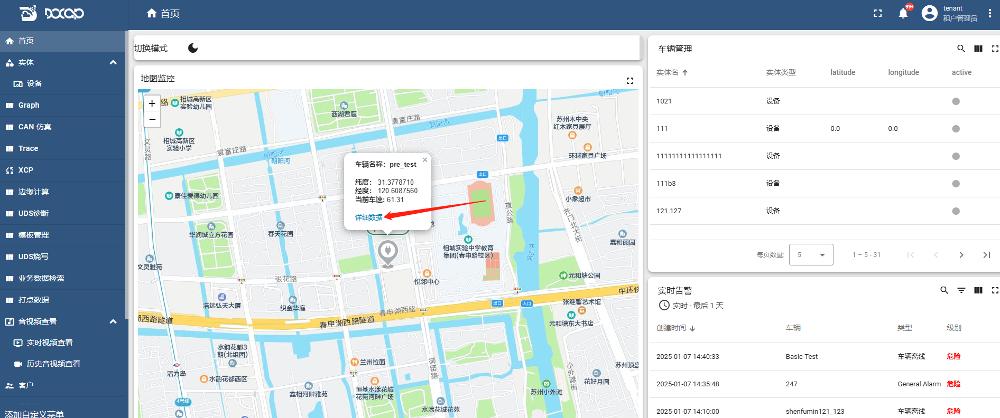 DOCAP
首页
99+
tenant
租户管理员
首页
实体
设备
Graph
CAN 仿真
Trace
XCP
边缘计算
UDS诊断
模板管理
UDS烧写
业务数据检索
打点数据
音视频查看
实时视频查看
历史音视频查看
客户
添加自定义菜单
切换模式
地图监控
+
−
路
相城高新区
实验幼儿园
西湖君庭
袁富庄路
朝阳河
朝阳河
苏州木中央
红木家具展厅
相城高新区
实验小学
文灵路
袁富庄路
朝阳河
朝阳河
出口
环球家具广场
车辆名称：pre_test
×
纬度： 31.3778710
经度： 120.6087560
当前车速: 61.31
详细数据
出口
康佳爱德幼儿园
小象超市
宣公路
齐门北大街
华润城立方花园
春天花园
地
嘉和丽园
相城实验中学教育
集团(春申路校区)
文灵雅苑
张花路
悦邻中心
元和塘公园
中环快
浩远弘天大厦
织金华庭
出口
入口
张继馨艺术馆
元和塘东大书店
湖西路隧道
春申湖西路隧道
春申湖西路
水韵花都3
期(北组团)
兰州拉面
御窑路
小外滩街
苏州顶盛
活力岛
水韵花都西区
鑫相河畔雅苑
恒基水漾花城
花苑河畔广场
花好月圆
苏州小外滩
4号线
水漾花城花苑
车辆管理
实体名 实体类型 latitude longitude active
1021 设备
111 设备 0.0 0.0
11111111111111111 设备
111b3 设备
121.127 设备
每页数量: 5 1 – 5 - 31
实时告警
实时 - 最后 1 天
创建时间 车辆 类型 级别
2025-01-07 14:40:33 Basic-Test 车辆离线 危险
2025-01-07 14:35:48 247 General Alarm 危险
2025-01-07 14:10:00 shenfumin121_123 车辆离线 危险